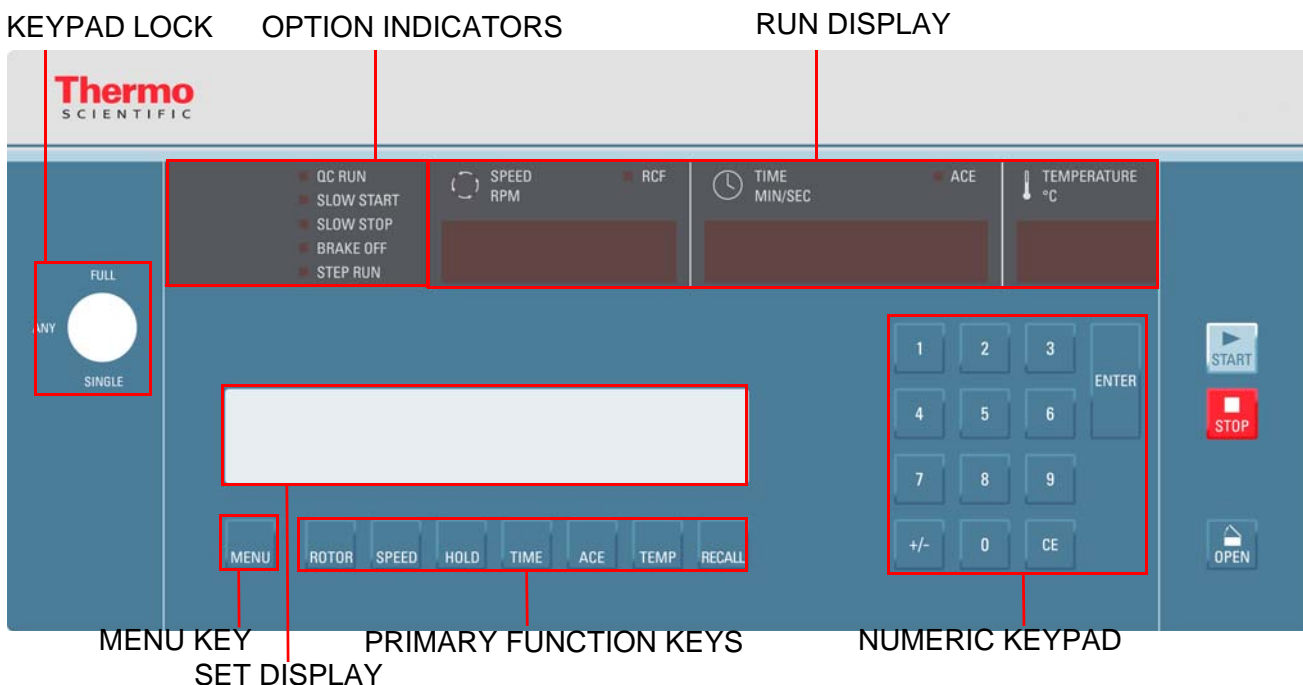 KEYPAD LOCK OPTION INDICATORS RUN DISPLAY
Thermo
SCIENTIFIC
QC RUN
SLOW START
SLOW STOP
BRAKE OFF
STEP RUN
SPEED
RPM
RCF
TIME
MIN/SEC
ACE
TEMPERATURE
°C
FULL
ANY
SINGLE
1 2 3 ENTER
4 5 6
7 8 9
+/- 0 CE
START
STOP
OPEN
MENU ROTOR SPEED HOLD TIME ACE TEMP RECALL
MENU KEY PRIMARY FUNCTION KEYS NUMERIC KEYPAD
SET DISPLAY